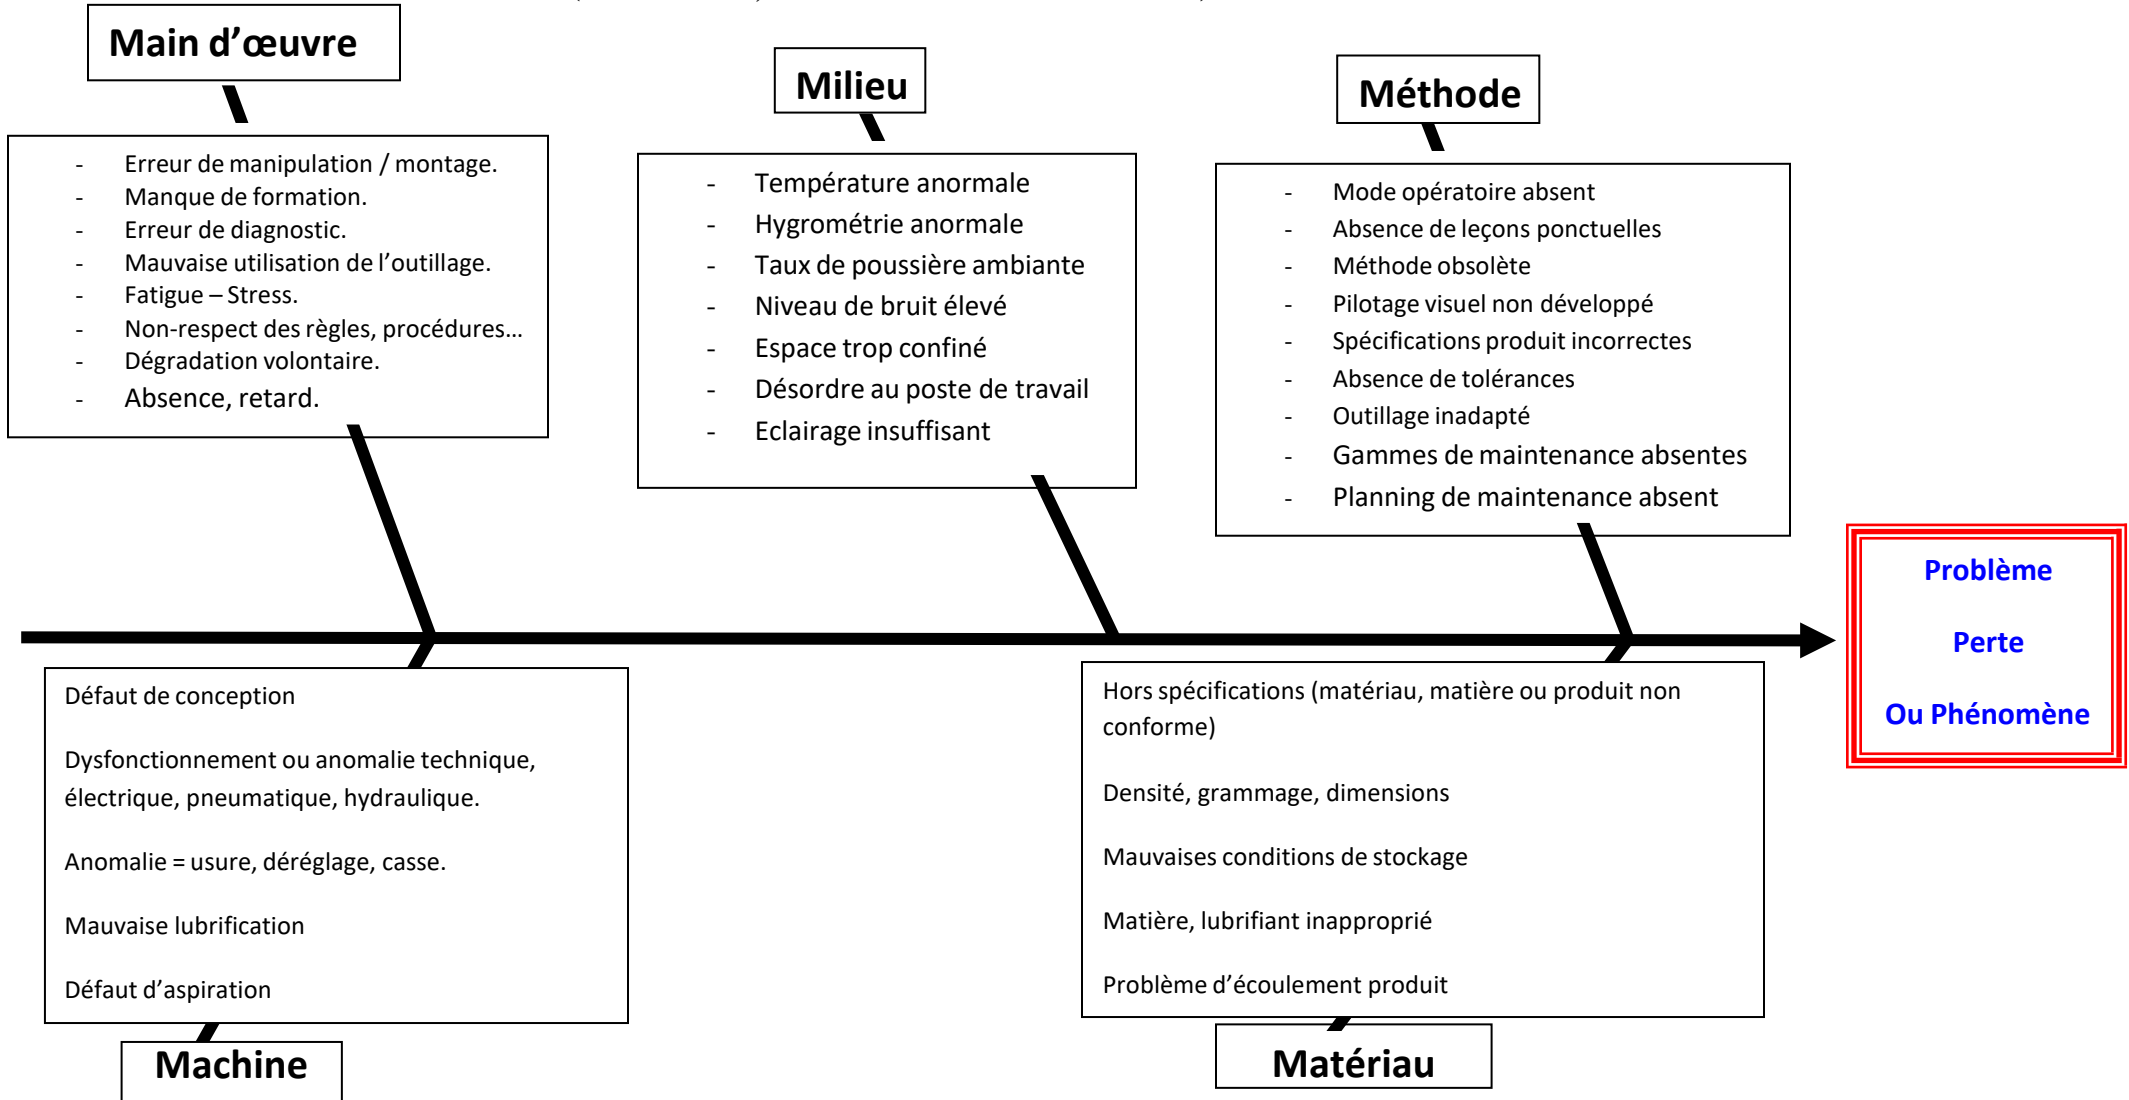 Main d’œuvre
- Erreur de manipulation / montage.
- Manque de formation.
- Erreur de diagnostic.
- Mauvaise utilisation de l’outillage.
- Fatigue – Stress.
- Non-respect des règles, procédures…
- Dégradation volontaire.
- Absence, retard.
Milieu
- Température anormale
- Hygrométrie anormale
- Taux de poussière ambiante
- Niveau de bruit élevé
- Espace trop confiné
- Désordre au poste de travail
- Eclairage insuffisant
Méthode
- Mode opératoire absent
- Absence de leçons ponctuelles
- Méthode obsolète
- Pilotage visuel non développé
- Spécifications produit incorrectes
- Absence de tolérances
- Outillage inadapté
- Gammes de maintenance absentes
- Planning de maintenance absent
Problème
Perte
Ou Phénomène
Défaut de conception
Dysfonctionnement ou anomalie technique,
électrique, pneumatique, hydraulique.
Anomalie = usure, déréglage, casse.
Mauvaise lubrification
Défaut d’aspiration
Machine
Hors spécifications (matériau, matière ou produit non
conforme)
Densité, grammage, dimensions
Mauvaises conditions de stockage
Matière, lubrifiant inapproprié
Problème d’écoulement produit
Matériau